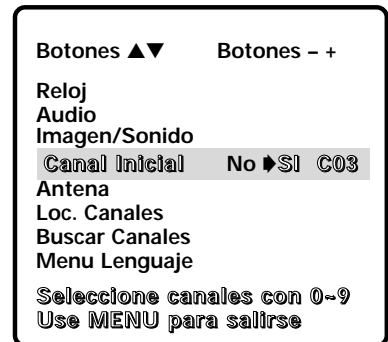 Botones ▲▼ Botones – +
Reloj
Audio
Imagen/Sonido
Canal Inicial No ➧SI C03
Antena
Loc. Canales
Buscar Canales
Menu Lenguaje
Seleccione canales con 0~9
Use MENU para salirse